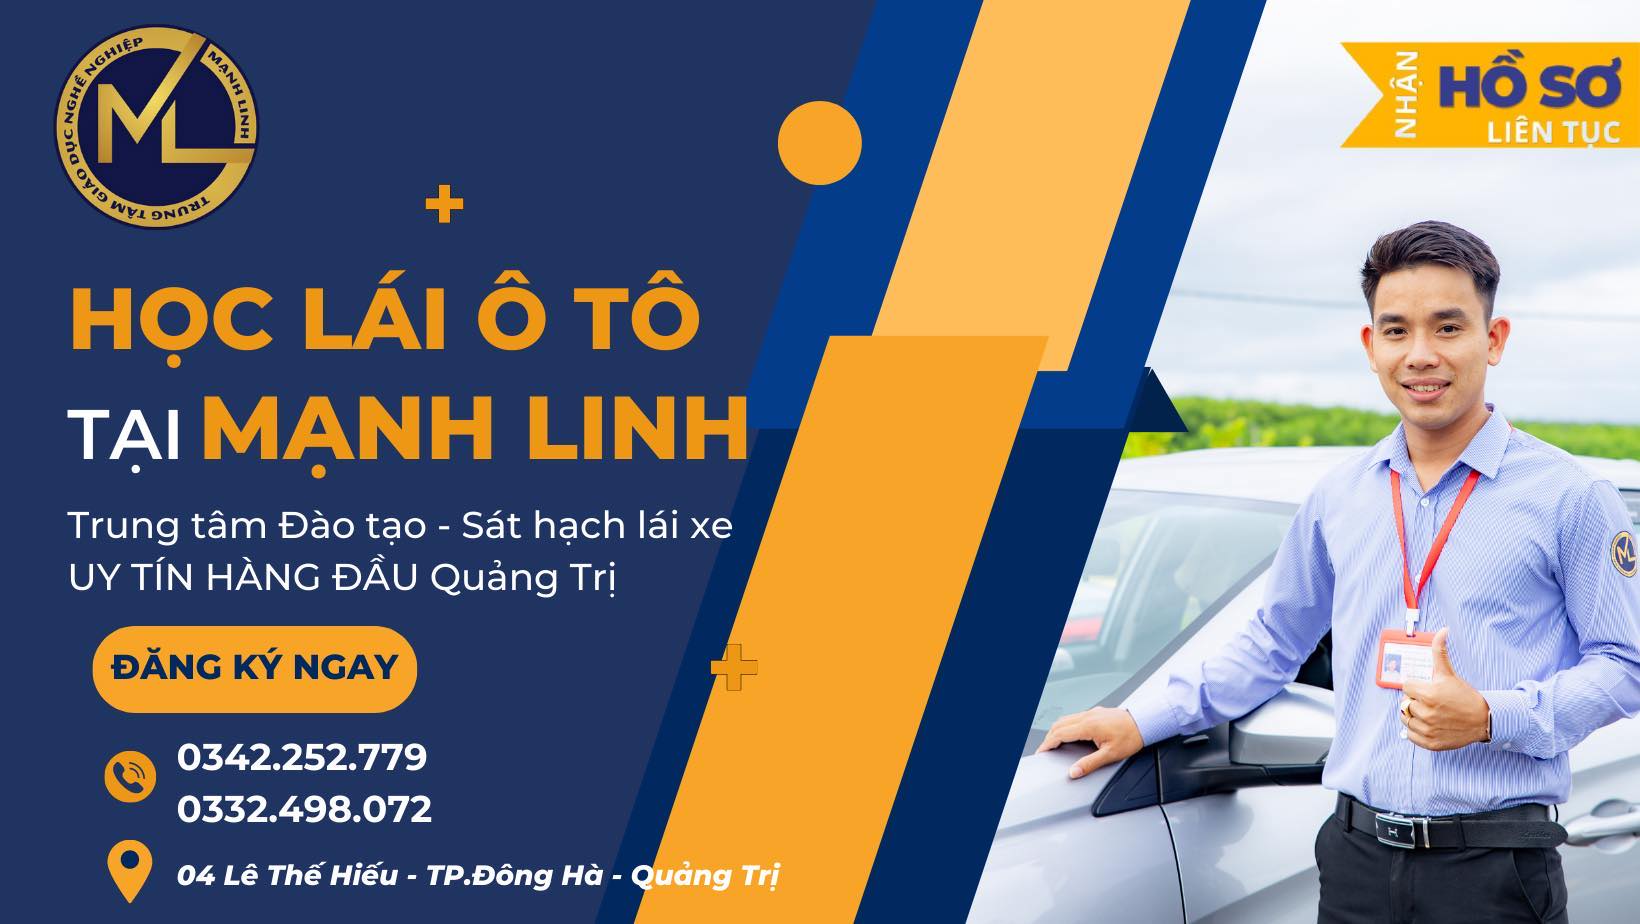 TRUNG TÂM GIÁO DỤC NGHỀ NGHIỆP
MẠNH LINH
ML
NHẬN
HỒ SƠ
LIÊN TỤC
HỌC LÁI Ô TÔ
TẠI MẠNH LINH
Trung tâm Đào tạo - Sát hạch lái xe
UY TÍN HÀNG ĐẦU Quảng Trị
ĐĂNG KÝ NGAY
0342.252.779
0332.498.072
04 Lê Thế Hiếu - TP.Đông Hà - Quảng Trị
ML